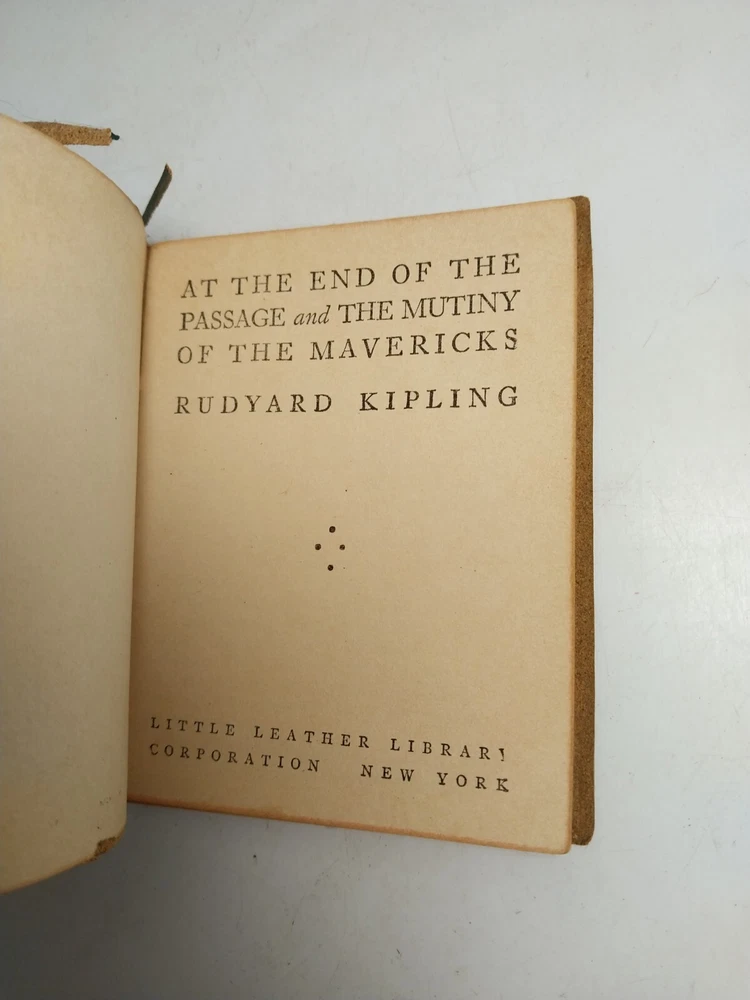 AT THE END OF THE
PASSAGE and THE MUTINY
OF THE MAVERICKS
RUDYARD KIPLING
LITTLE LEATHER LIBRARY
CORPORATION NEW YORK